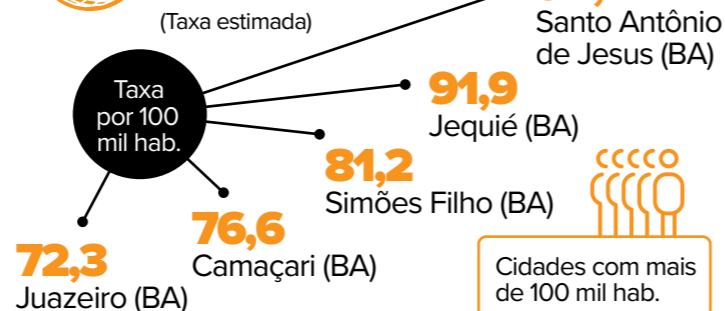 (Taxa estimada)
Santo Antônio
de Jesus (BA)
Taxa
por 100
mil hab.
91,9
Jequié (BA)
81,2
Simões Filho (BA)
76,6
Camaçari (BA)
72,3
Juazeiro (BA)
Cidades com mais
de 100 mil hab.